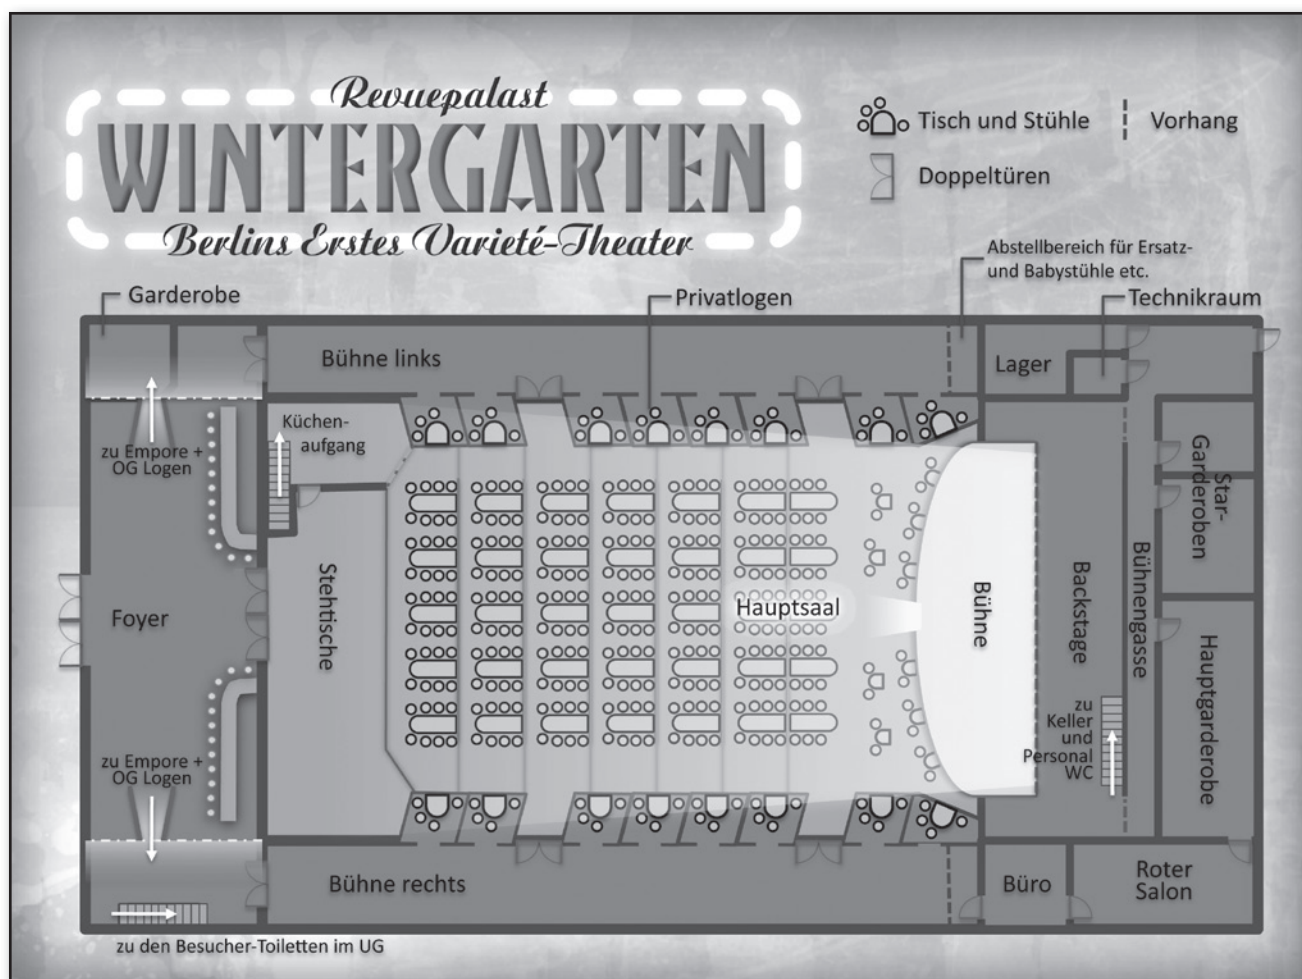 Revuepalast
WINTERGARTEN
Berlins Erstes Varieté-Theater
Tisch und Stühle
Vorhang
Doppeltüren
Abstellbereich für Ersatz-
und Babystühle etc.
Garderobe
Privatlogen
Technikraum
Bühne links
Lager
Küchen-
aufgang
zu Empore +
OG Logen
Star-
Garderoben
Stehtische
Foyer
Hauptsaal
Bühne
Backstage
Bühnengasse
Hauptgarderobe
zu
Keller
und
Personal
WC
zu Empore +
OG Logen
Bühne rechts
Büro
Roter
Salon
zu den Besucher-Toiletten im UG